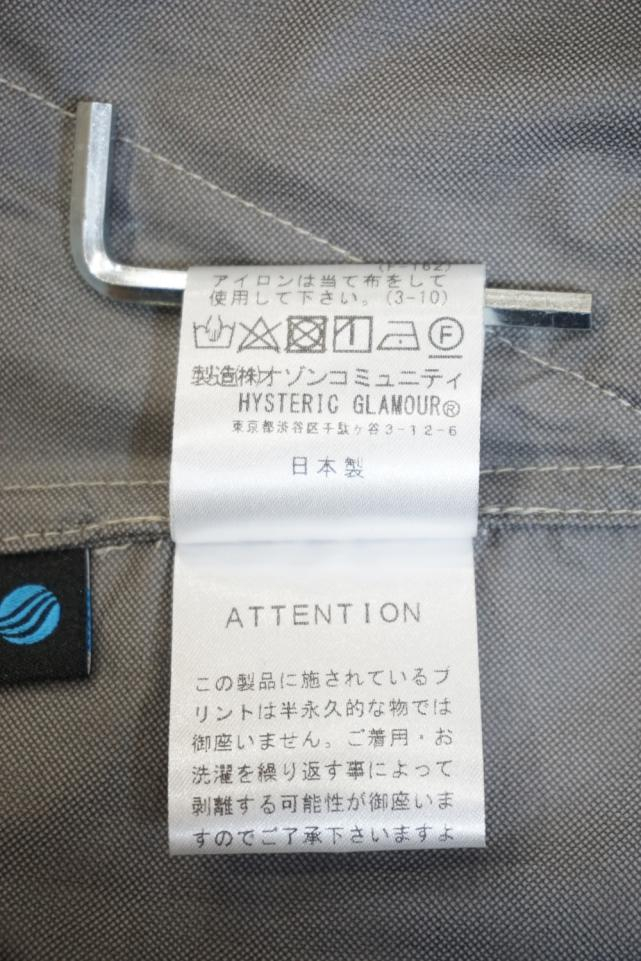 アイロンは当て布をして
使用して下さい。(3-10)
F
製造(株)オゾンコミュニティ
HYSTERIC GLAMOUR®
東京都渋谷区千駄ヶ谷3-12-6
日本製
ATTENTION
この製品に施されているプ
リントは半永久的な物では
御座いません。ご着用・お
洗濯を繰り返す事によって
剥離する可能性が御座いま
すのでご了承下さいますよ